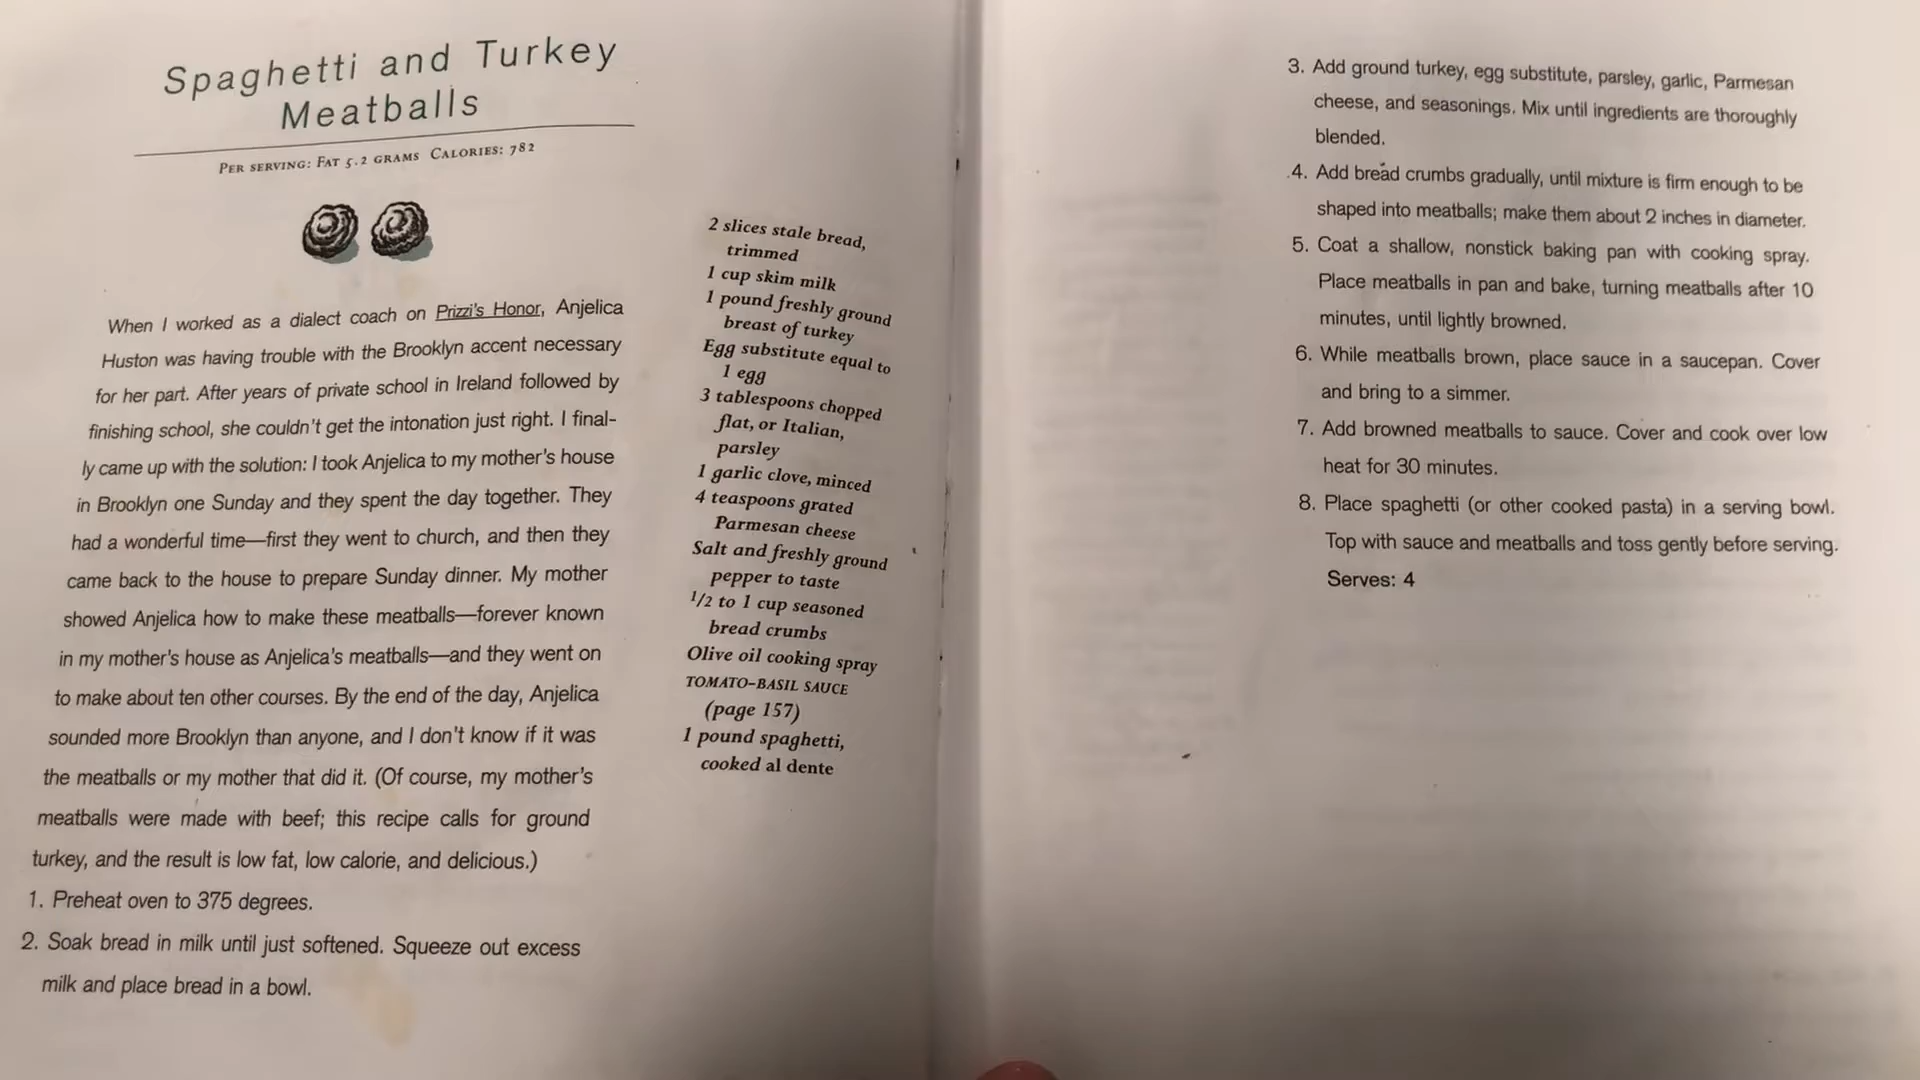 Spaghetti and Turkey
Meatballs
PER SERVING: FAT 5.2 GRAMS CALORIES: 782
When I worked as a dialect coach on Prizzi's Honor, Anjelica
Huston was having trouble with the Brooklyn accent necessary
for her part. After years of private school in Ireland followed by
finishing school, she couldn't get the intonation just right. I final-
ly came up with the solution: I took Anjelica to my mother's house
in Brooklyn one Sunday and they spent the day together. They
had a wonderful time—first they went to church, and then they
came back to the house to prepare Sunday dinner. My mother
showed Anjelica how to make these meatballs—forever known
in my mother's house as Anjelica's meatballs—and they went on
to make about ten other courses. By the end of the day, Anjelica
sounded more Brooklyn than anyone, and I don't know if it was
the meatballs or my mother that did it. (Of course, my mother's
meatballs were made with beef; this recipe calls for ground
turkey, and the result is low fat, low calorie, and delicious.)
1. Preheat oven to 375 degrees.
2. Soak bread in milk until just softened. Squeeze out excess
milk and place bread in a bowl.
2 slices stale bread,
trimmed
1 cup skim milk
1 pound freshly ground
breast of turkey
Egg substitute equal to
1 egg
3 tablespoons chopped
flat, or Italian,
parsley
1 garlic clove, minced
4 teaspoons grated
Parmesan cheese
Salt and freshly ground
pepper to taste
1/2 to 1 cup seasoned
bread crumbs
Olive oil cooking spray
TOMATO-BASIL SAUCE
(page 157)
1 pound spaghetti,
cooked al dente
3. Add ground turkey, egg substitute, parsley, garlic, Parmesan
cheese, and seasonings. Mix until ingredients are thoroughly
blended.
4. Add bread crumbs gradually, until mixture is firm enough to be
shaped into meatballs; make them about 2 inches in diameter.
5. Coat a shallow, nonstick baking pan with cooking spray.
Place meatballs in pan and bake, turning meatballs after 10
minutes, until lightly browned.
6. While meatballs brown, place sauce in a saucepan. Cover
and bring to a simmer.
7. Add browned meatballs to sauce. Cover and cook over low
heat for 30 minutes.
8. Place spaghetti (or other cooked pasta) in a serving bowl.
Top with sauce and meatballs and toss gently before serving.
Serves: 4